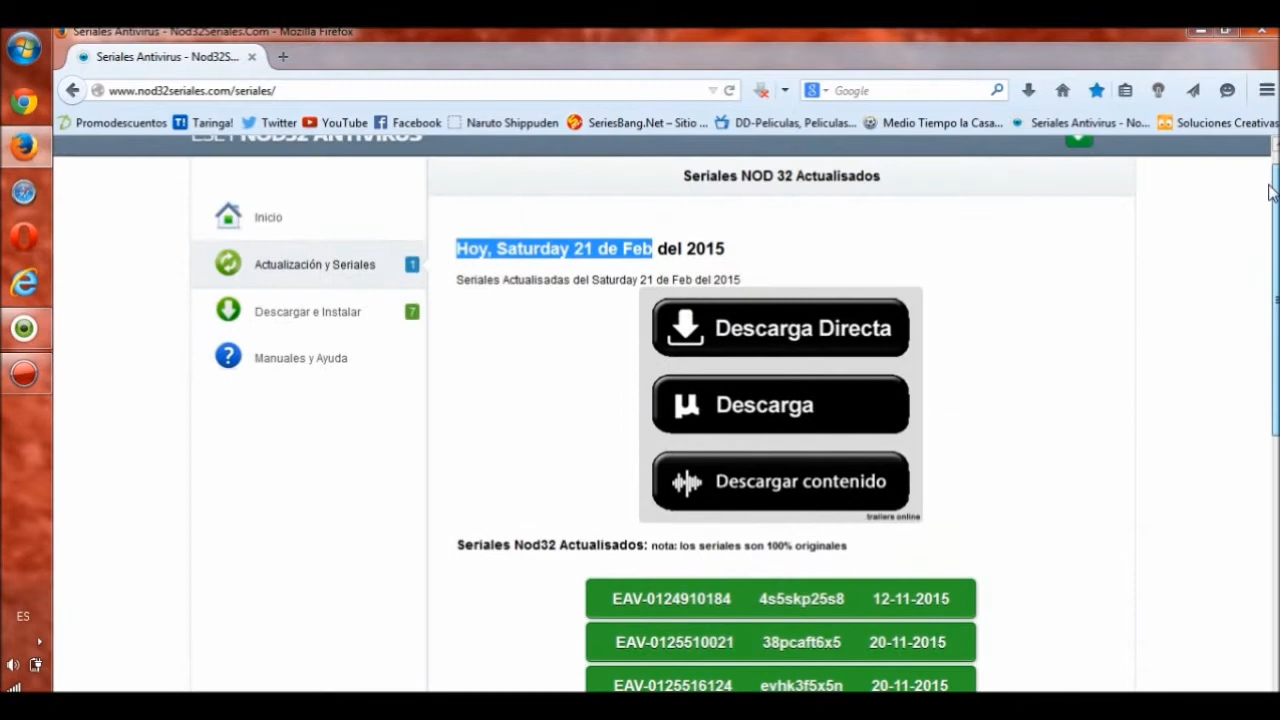 Seriales Antivirus - Nod32Seriales.Com - Mozilla Firefox
Seriales Antivirus - Nod32S...
www.nod32seriales.com/seriales/
Google
Promodescuentos T! Taringa! Twitter YouTube Facebook Naruto Shippuden SeriesBang.Net – Sitio ... DD-Peliculas, Peliculas... Medio Tiempo la Casa... Seriales Antivirus - No... Soluciones Creativas
ESET NOD32 ANTIVIRUS
Seriales NOD 32 Actualisados
Inicio
Actualización y Seriales 1
Descargar e Instalar 7
Manuales y Ayuda
Hoy, Saturday 21 de Feb del 2015
Seriales Actualisadas del Saturday 21 de Feb del 2015
Descarga Directa
µ Descarga
Descargar contenido
trailers online
Seriales Nod32 Actualisados: nota: los seriales son 100% originales
EAV-0124910184 4s5skp25s8 12-11-2015
EAV-0125510021 38pcaft6x5 20-11-2015
EAV-0125516124 evhk3f5x5n 20-11-2015
ES